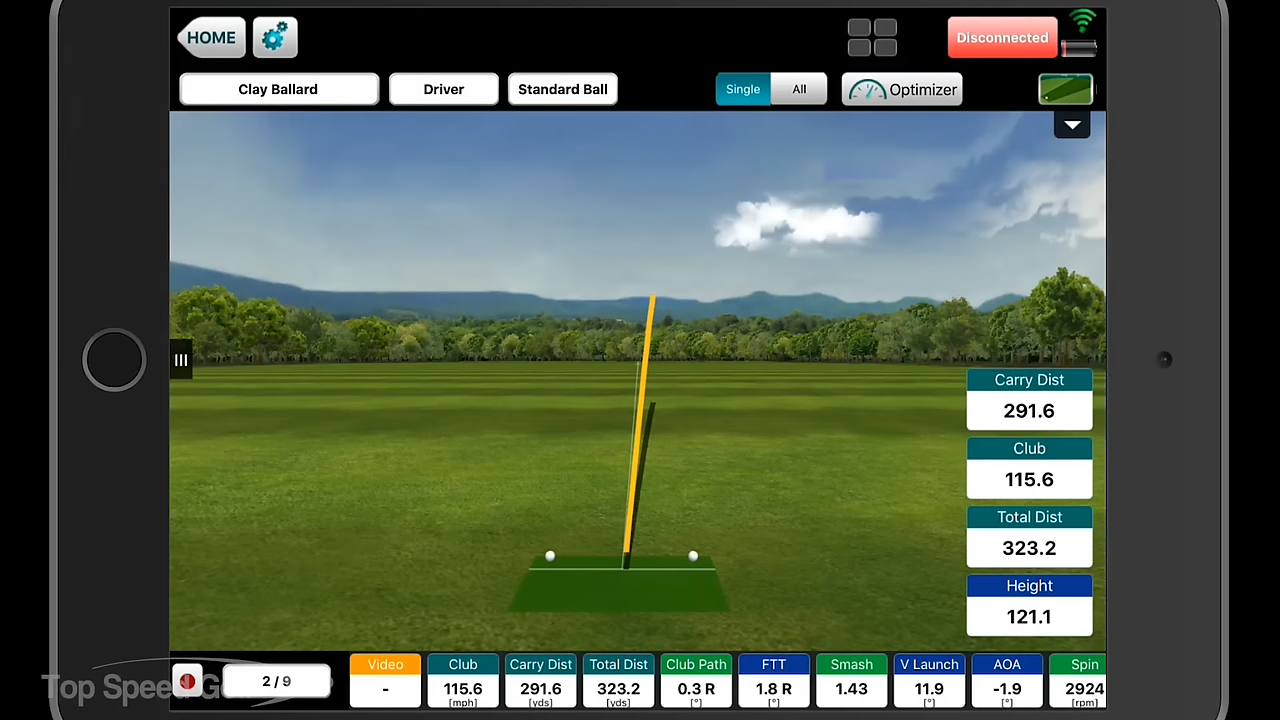 HOME
Disconnected
Clay Ballard
Driver
Standard Ball
Single
All
Optimizer
Carry Dist
291.6
Club
115.6
Total Dist
323.2
Height
121.1
2 / 9
Video
-
Club
115.6
[mph]
Carry Dist
291.6
[yds]
Total Dist
323.2
[yds]
Club Path
0.3 R
[°]
FTT
1.8 R
[°]
Smash
1.43
V Launch
11.9
[°]
AOA
-1.9
[°]
Spin
2924
[rpm]
Top Speed